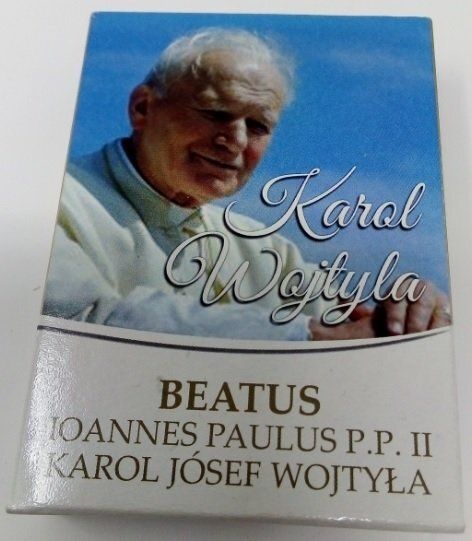 Karol
Wojtyla
BEATUS
IOANNES PAULUS P.P. II
KAROL JÓSEF WOJTYŁA